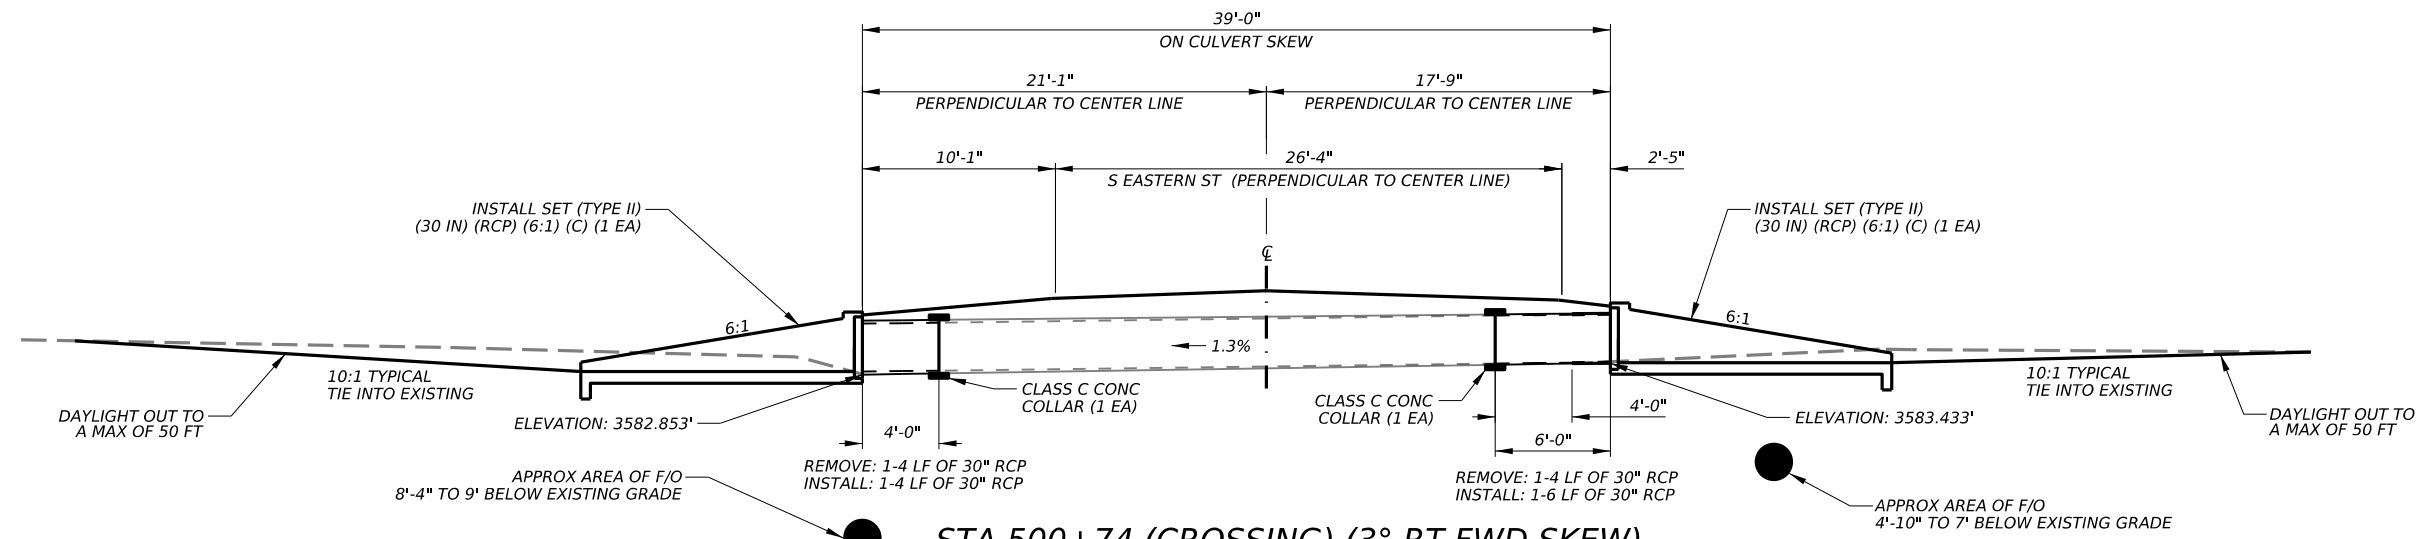 39'-0"
ON CULVERT SKEW
21'-1"
PERPENDICULAR TO CENTER LINE
17'-9"
PERPENDICULAR TO CENTER LINE
10'-1"
26'-4"
S EASTERN ST (PERPENDICULAR TO CENTER LINE)
2'-5"
INSTALL SET (TYPE II)
(30 IN) (RCP) (6:1) (C) (1 EA)
INSTALL SET (TYPE II)
(30 IN) (RCP) (6:1) (C) (1 EA)
℄
6:1
6:1
1.3%
10:1 TYPICAL
TIE INTO EXISTING
10:1 TYPICAL
TIE INTO EXISTING
DAYLIGHT OUT TO
A MAX OF 50 FT
ELEVATION: 3582.853'
CLASS C CONC
COLLAR (1 EA)
CLASS C CONC
COLLAR (1 EA)
4'-0"
ELEVATION: 3583.433'
DAYLIGHT OUT TO
A MAX OF 50 FT
4'-0"
6'-0"
REMOVE: 1-4 LF OF 30" RCP
INSTALL: 1-4 LF OF 30" RCP
REMOVE: 1-4 LF OF 30" RCP
INSTALL: 1-6 LF OF 30" RCP
APPROX AREA OF F/O
8'-4" TO 9' BELOW EXISTING GRADE
APPROX AREA OF F/O
4'-10" TO 7' BELOW EXISTING GRADE
STA 500+74 (CROSSING) (3° RT FWD SKEW)